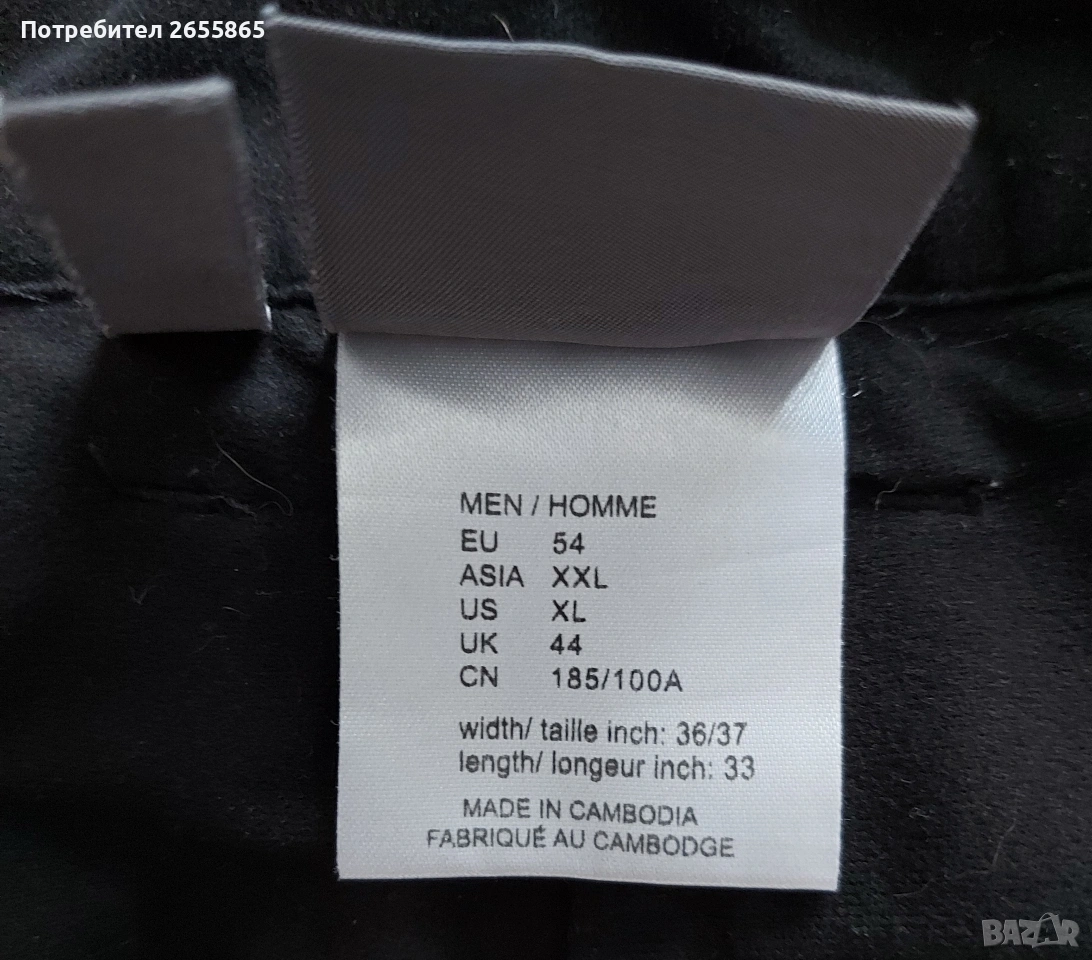 Потребител 2655865
MEN / HOMME
EU 54
ASIA XXL
US XL
UK 44
CN 185/100A
width/ taille inch: 36/37
length/ longeur inch: 33
MADE IN CAMBODIA
FABRIQUÉ AU CAMBODGE
BAZAR